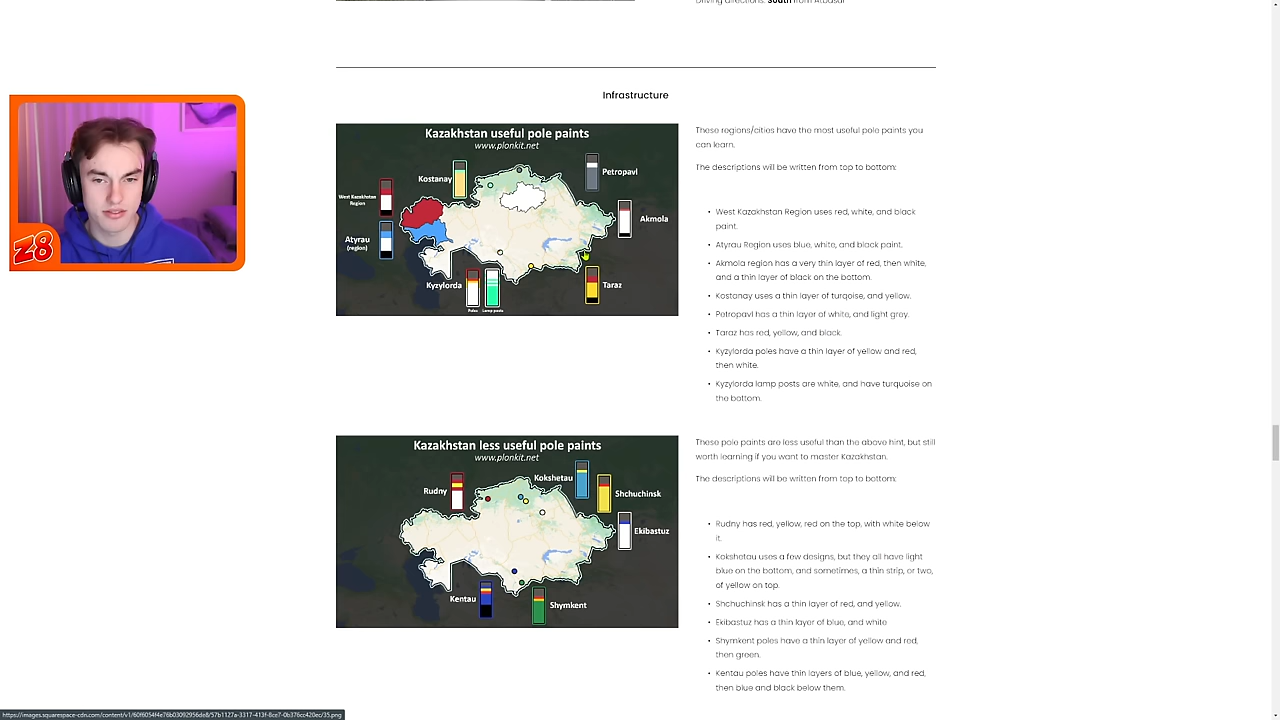 Driving directions: South from Atbasar
Infrastructure
Kazakhstan useful pole paints
www.plonkit.net
Kostanay
Petropavl
West Kazakhstan
Region
Akmola
Atyrau
(region)
Kyzylorda
Taraz
Poles
Lamp posts
These regions/cities have the most useful pole paints you
can learn.
The descriptions will be written from top to bottom:
• West Kazakhstan Region uses red, white, and black
paint.
• Atyrau Region uses blue, white, and black paint.
• Akmola region has a very thin layer of red, then white,
and a thin layer of black on the bottom.
• Kostanay uses a thin layer of turqoise, and yellow.
• Petropavl has a thin layer of white, and light grey.
• Taraz has red, yellow, and black.
• Kyzylorda poles have a thin layer of yellow and red,
then white.
• Kyzylorda lamp posts are white, and have turquoise on
the bottom.
Z8
Kazakhstan less useful pole paints
www.plonkit.net
Kokshetau
Rudny
Shchuchinsk
Ekibastuz
Kentau
Shymkent
These pole paints are less useful than the above hint, but still
worth learning if you want to master Kazakhstan.
The descriptions will be written from top to bottom:
• Rudny has red, yellow, red on the top, with white below
it.
• Kokshetau uses a few designs, but they all have light
blue on the bottom, and sometimes, a thin strip, or two,
of yellow on top.
• Shchuchinsk has a thin layer of red, and yellow.
• Ekibastuz has a thin layer of blue, and white
• Shymkent poles have a thin layer of yellow and red,
then green.
• Kentau poles have thin layers of blue, yellow, and red,
then blue and black below them.